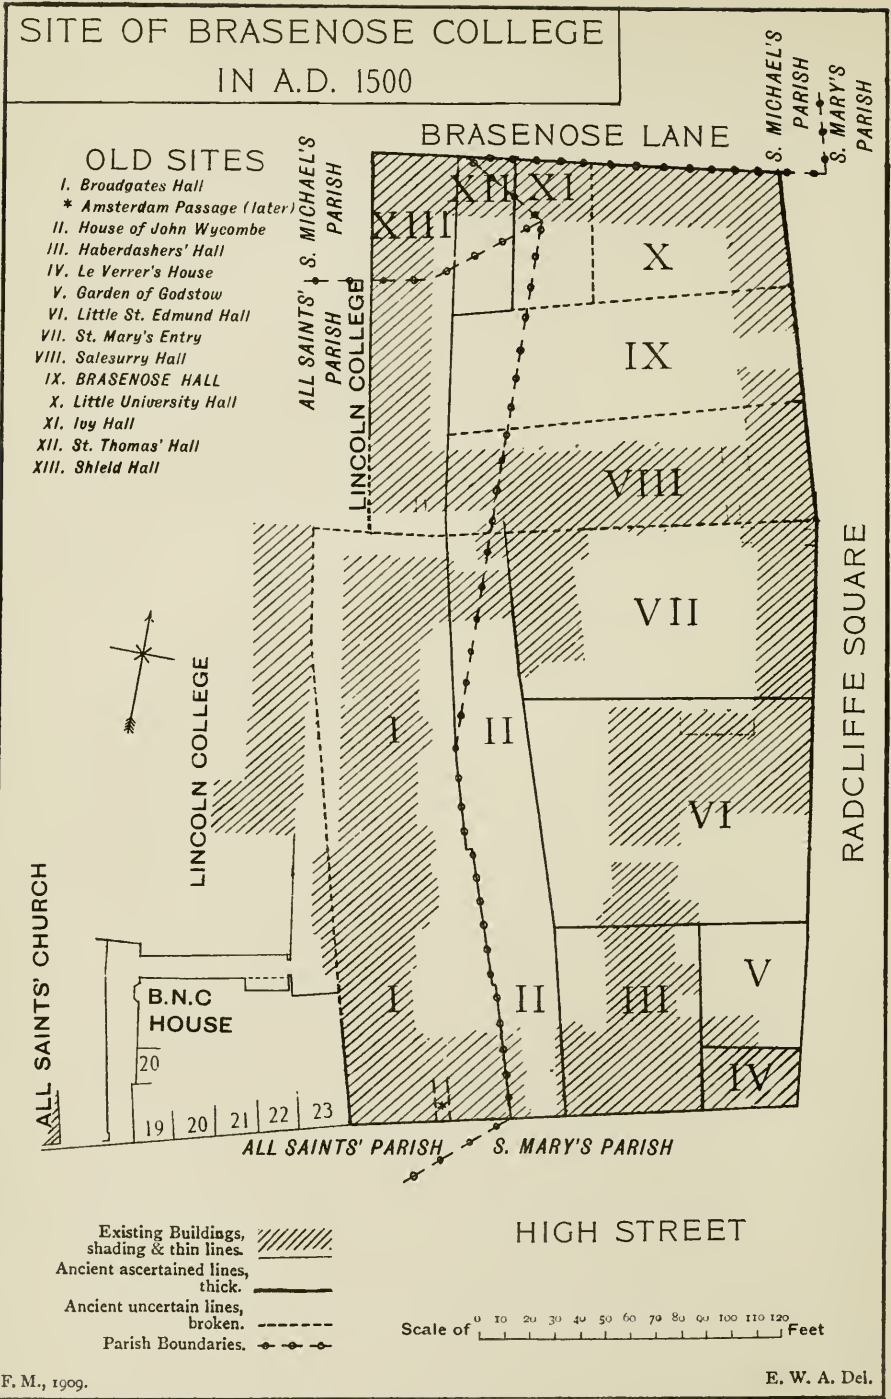 SITE OF BRASENOSE COLLEGE
IN A.D. 1500
S. MICHAEL'S
PARISH
S. MARY'S
PARISH
BRASENOSE LANE
OLD SITES
I. Broadgates Hall
* Amsterdam Passage (later)
II. House of John Wycombe
III. Haberdashers' Hall
IV. Le Verrer's House
V. Garden of Godstow
VI. Little St. Edmund Hall
VII. St. Mary's Entry
VIII. Salesurry Hall
IX. BRASENOSE HALL
X. Little University Hall
XI. Ivy Hall
XII. St. Thomas' Hall
XIII. Shield Hall
S. MICHAEL'S
PARISH
ALL SAINTS'
PARISH
LINCOLN COLLEGE
XIII
XII
XI
X
IX
VIII
VII
I
II
VI
I
II
III
V
IV
*
RADCLIFFE SQUARE
LINCOLN COLLEGE
ALL SAINTS' CHURCH
B.N.C
HOUSE
20
19
20
21
22
23
ALL SAINTS' PARISH
S. MARY'S PARISH
HIGH STREET
Existing Buildings,
shading & thin lines.
Ancient ascertained lines,
thick.
Ancient uncertain lines,
broken.
Parish Boundaries.
Scale of 0 10 20 30 40 50 60 70 80 90 100 110 120 Feet
F. M., 1909.
E. W. A. Del.